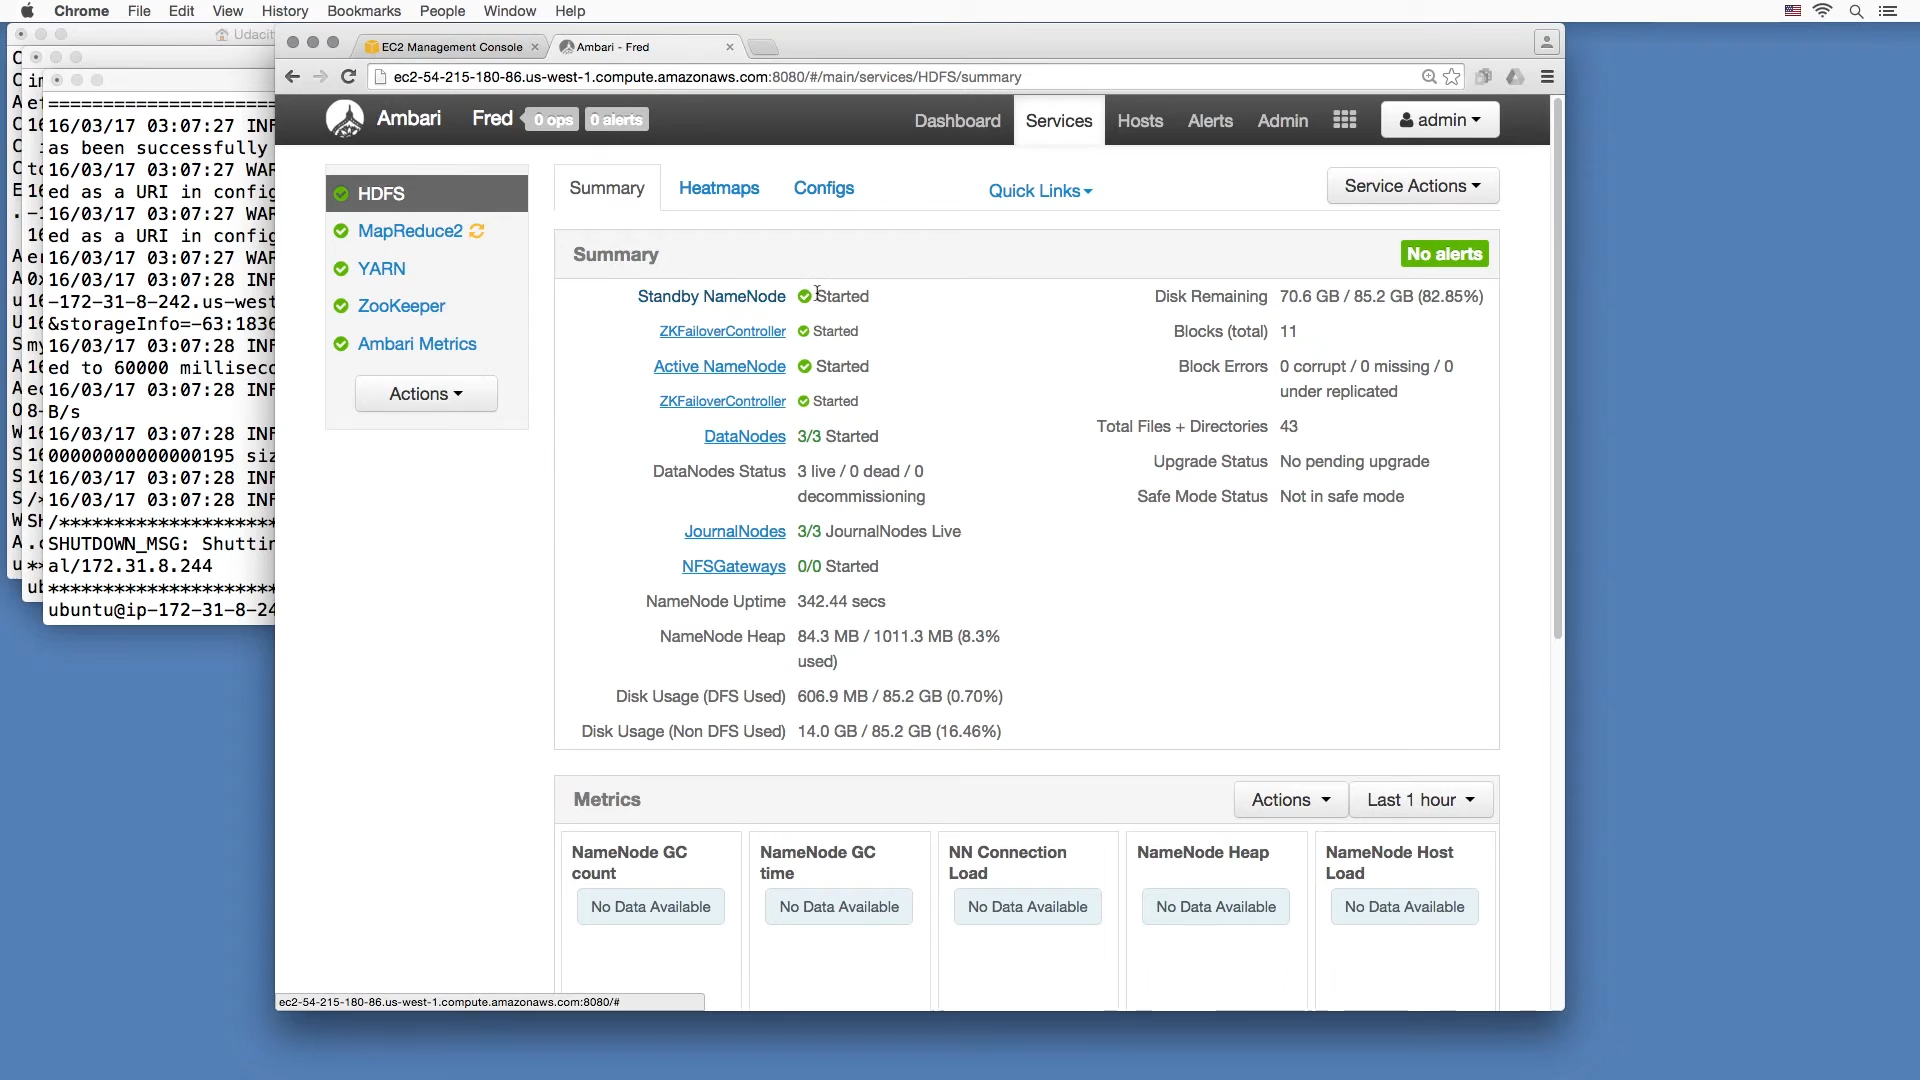 Chrome File Edit View History Bookmarks People Window Help
Udacity
EC2 Management Console
Ambari - Fred
ec2-54-215-180-86.us-west-1.compute.amazonaws.com:8080/#/main/services/HDFS/summary
Ambari Fred 0 ops 0 alerts
Dashboard Services Hosts Alerts Admin admin
HDFS
MapReduce2
YARN
ZooKeeper
Ambari Metrics
Actions
Summary Heatmaps Configs Quick Links Service Actions
Summary No alerts
Standby NameNode Started
ZKFailoverController Started
Active NameNode Started
ZKFailoverController Started
DataNodes 3/3 Started
DataNodes Status 3 live / 0 dead / 0
decommissioning
JournalNodes 3/3 JournalNodes Live
NFSGateways 0/0 Started
NameNode Uptime 342.44 secs
NameNode Heap 84.3 MB / 1011.3 MB (8.3%
used)
Disk Usage (DFS Used) 606.9 MB / 85.2 GB (0.70%)
Disk Usage (Non DFS Used) 14.0 GB / 85.2 GB (16.46%)
Disk Remaining 70.6 GB / 85.2 GB (82.85%)
Blocks (total) 11
Block Errors 0 corrupt / 0 missing / 0
under replicated
Total Files + Directories 43
Upgrade Status No pending upgrade
Safe Mode Status Not in safe mode
Metrics Actions Last 1 hour
NameNode GC
count
No Data Available
NameNode GC
time
No Data Available
NN Connection
Load
No Data Available
NameNode Heap
No Data Available
NameNode Host
Load
No Data Available
ec2-54-215-180-86.us-west-1.compute.amazonaws.com:8080/#
=====================
16/03/17 03:07:27 INF
as been successfully
16/03/17 03:07:27 WAR
ed as a URI in config
16/03/17 03:07:27 WAR
ed as a URI in config
16/03/17 03:07:27 WAR
16/03/17 03:07:28 INF
-172-31-8-242.us-west
&storageInfo=-63:1836
16/03/17 03:07:28 INF
ed to 60000 milliseco
16/03/17 03:07:28 INF
B/s
16/03/17 03:07:28 INF
0000000000000195 siz
16/03/17 03:07:28 INF
16/03/17 03:07:28 INF
/********************
SHUTDOWN_MSG: Shuttin
al/172.31.8.244
*********************
ubuntu@ip-172-31-8-24